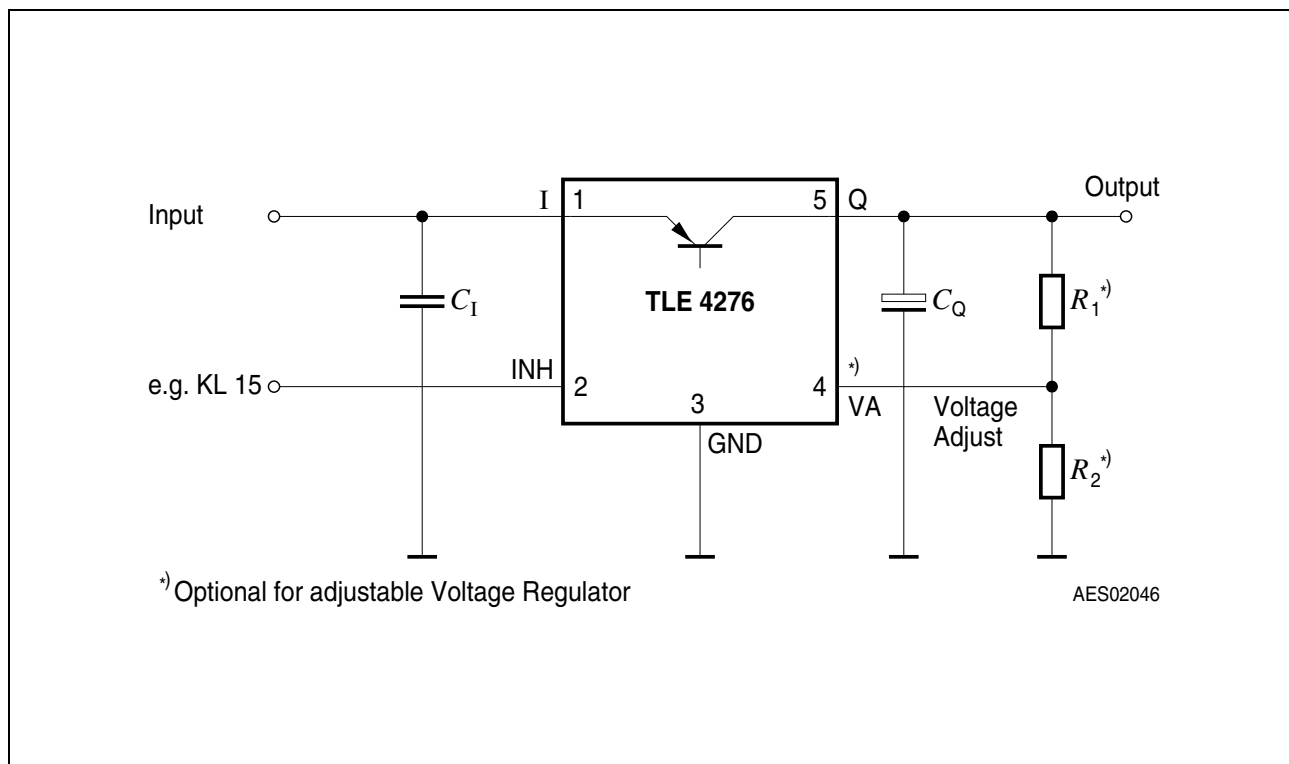 Input
I
1
5
Q
Output
TLE 4276
C_I
C_Q
R_1 *)
e.g. KL 15
INH
2
3
GND
4
*)
VA
Voltage
Adjust
R_2 *)
*) Optional for adjustable Voltage Regulator
AES02046